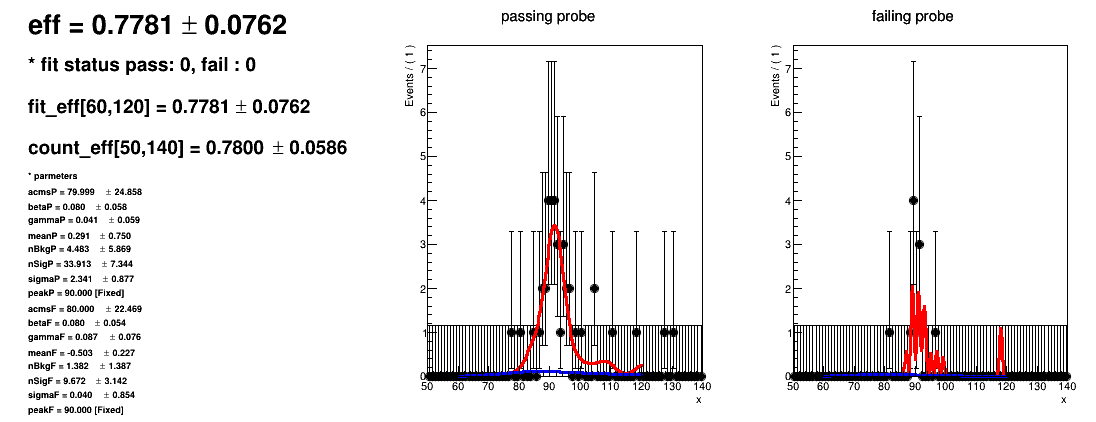 eff = 0.7781 ± 0.0762
* fit status pass: 0, fail : 0
fit_eff[60,120] = 0.7781 ± 0.0762
count_eff[50,140] = 0.7800 ± 0.0586
* parmeters
acmsP = 79.999 ± 24.858
betaP = 0.080 ± 0.058
gammaP = 0.041 ± 0.059
meanP = 0.291 ± 0.750
nBkgP = 4.483 ± 5.869
nSigP = 33.913 ± 7.344
sigmaP = 2.341 ± 0.877
peakP = 90.000 [Fixed]
acmsF = 80.000 ± 22.469
betaF = 0.080 ± 0.054
gammaF = 0.087 ± 0.076
meanF = -0.503 ± 0.227
nBkgF = 1.382 ± 1.387
nSigF = 9.672 ± 3.142
sigmaF = 0.040 ± 0.854
peakF = 90.000 [Fixed]
passing probe
Events / ( 1 )
7
6
5
4
3
2
1
0
50 60 70 80 90 100 110 120 130 140
x
failing probe
Events / ( 1 )
7
6
5
4
3
2
1
0
50 60 70 80 90 100 110 120 130 140
x